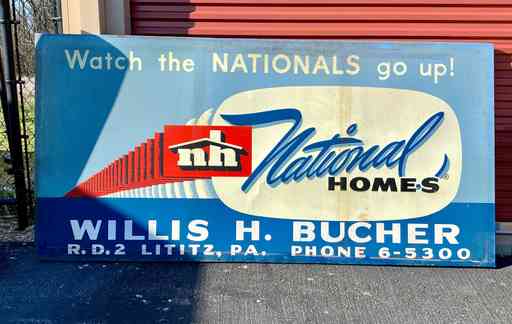 Watch the NATIONALS go up!
nh
National
HOMES ®
WILLIS H. BUCHER
R.D.2 LITITZ, PA. PHONE 6-5300